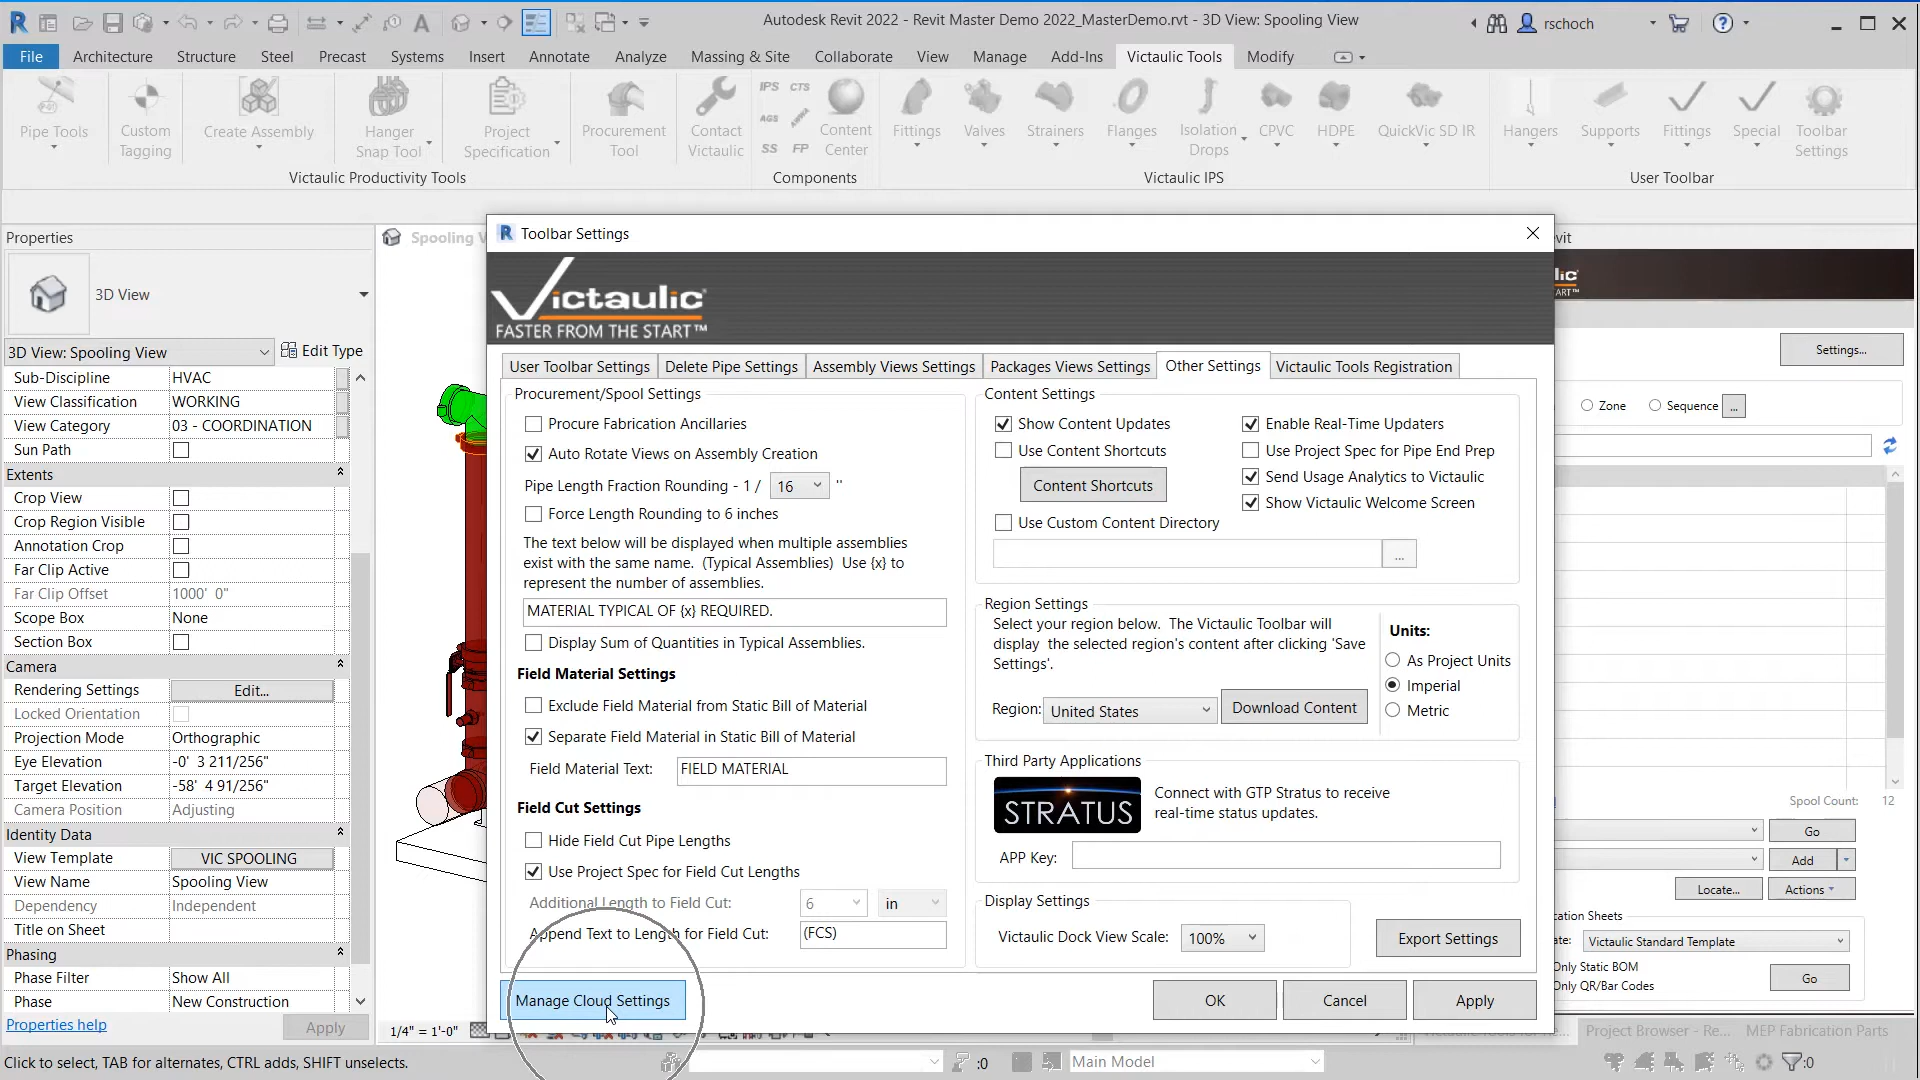 Autodesk Revit 2022 - Revit Master Demo 2022_MasterDemo.rvt - 3D View: Spooling View
rschoch
File Architecture Structure Steel Precast Systems Insert Annotate Analyze Massing & Site Collaborate View Manage Add-Ins Victaulic Tools Modify
Pipe Tools
Custom
Tagging
Create Assembly
Hanger
Snap Tool
Project
Specification
Procurement
Tool
Contact
Victaulic
IPS CTS
AGS
SS FP
Content
Center
Fittings
Valves
Strainers
Flanges
Isolation
Drops
CPVC
HDPE
QuickVic SD IR
Hangers
Supports
Fittings
Special
Toolbar
Settings
Victaulic Productivity Tools
Components
Victaulic IPS
User Toolbar
Properties
3D View
3D View: Spooling View
Edit Type
Sub-Discipline HVAC
View Classification WORKING
View Category 03 - COORDINATION
Sun Path
Extents
Crop View
Crop Region Visible
Annotation Crop
Far Clip Active
Far Clip Offset 1000' 0"
Scope Box None
Section Box
Camera
Rendering Settings Edit...
Locked Orientation
Projection Mode Orthographic
Eye Elevation -0' 3 211/256"
Target Elevation -58' 4 91/256"
Camera Position Adjusting
Identity Data
View Template VIC SPOOLING
View Name Spooling View
Dependency Independent
Title on Sheet
Phasing
Phase Filter Show All
Phase New Construction
Properties help
Apply
Spooling V
Toolbar Settings
Victaulic
FASTER FROM THE START™
User Toolbar Settings Delete Pipe Settings Assembly Views Settings Packages Views Settings Other Settings Victaulic Tools Registration
Procurement/Spool Settings
Procure Fabrication Ancillaries
Auto Rotate Views on Assembly Creation
Pipe Length Fraction Rounding - 1 / 16 "
Force Length Rounding to 6 inches
The text below will be displayed when multiple assemblies
exist with the same name. (Typical Assemblies) Use {x} to
represent the number of assemblies.
MATERIAL TYPICAL OF {x} REQUIRED.
Display Sum of Quantities in Typical Assemblies.
Field Material Settings
Exclude Field Material from Static Bill of Material
Separate Field Material in Static Bill of Material
Field Material Text: FIELD MATERIAL
Field Cut Settings
Hide Field Cut Pipe Lengths
Use Project Spec for Field Cut Lengths
Additional Length to Field Cut: 6 in
Append Text to Length for Field Cut: (FCS)
Content Settings
Show Content Updates
Use Content Shortcuts
Content Shortcuts
Use Custom Content Directory
...
Enable Real-Time Updaters
Use Project Spec for Pipe End Prep
Send Usage Analytics to Victaulic
Show Victaulic Welcome Screen
Region Settings
Select your region below. The Victaulic Toolbar will
display the selected region's content after clicking 'Save
Settings'.
Region: United States Download Content
Units:
As Project Units
Imperial
Metric
Third Party Applications
STRATUS
Connect with GTP Stratus to receive
real-time status updates.
APP Key:
Display Settings
Victaulic Dock View Scale: 100%
Export Settings
Manage Cloud Settings
OK Cancel Apply
vit
lic
ART™
Settings...
Zone Sequence ...
Spool Count: 12
Go
Add
Locate... Actions
cation Sheets
ate: Victaulic Standard Template
Only Static BOM
Only QR/Bar Codes
Go
Project Browser - Re... MEP Fabrication Parts
1/4" = 1'-0"
Click to select, TAB for alternates, CTRL adds, SHIFT unselects.
:0
Main Model
:0